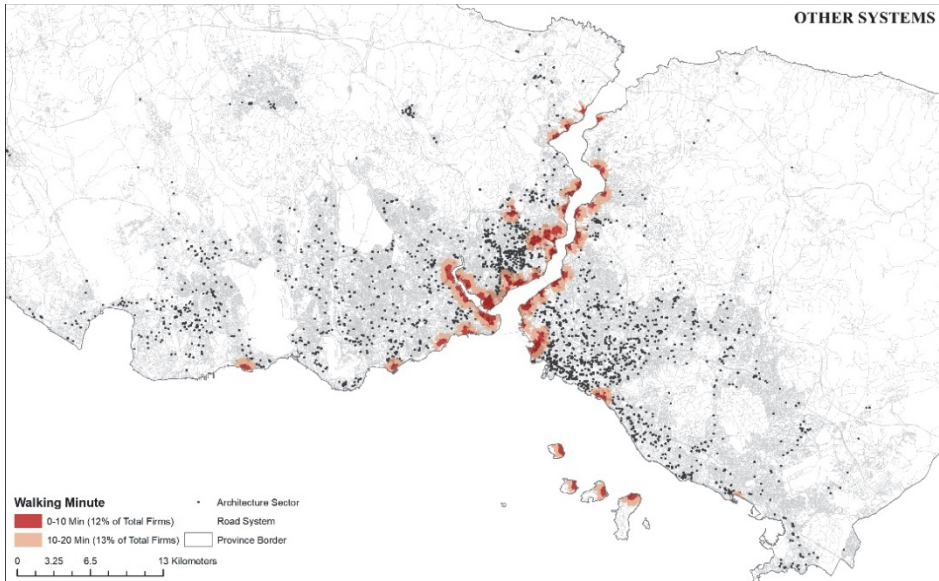 OTHER SYSTEMS
Walking Minute
0-10 Min (12% of Total Firms)
10-20 Min (13% of Total Firms)
Architecture Sector
Road System
Province Border
0 3.25 6.5 13 Kilometers